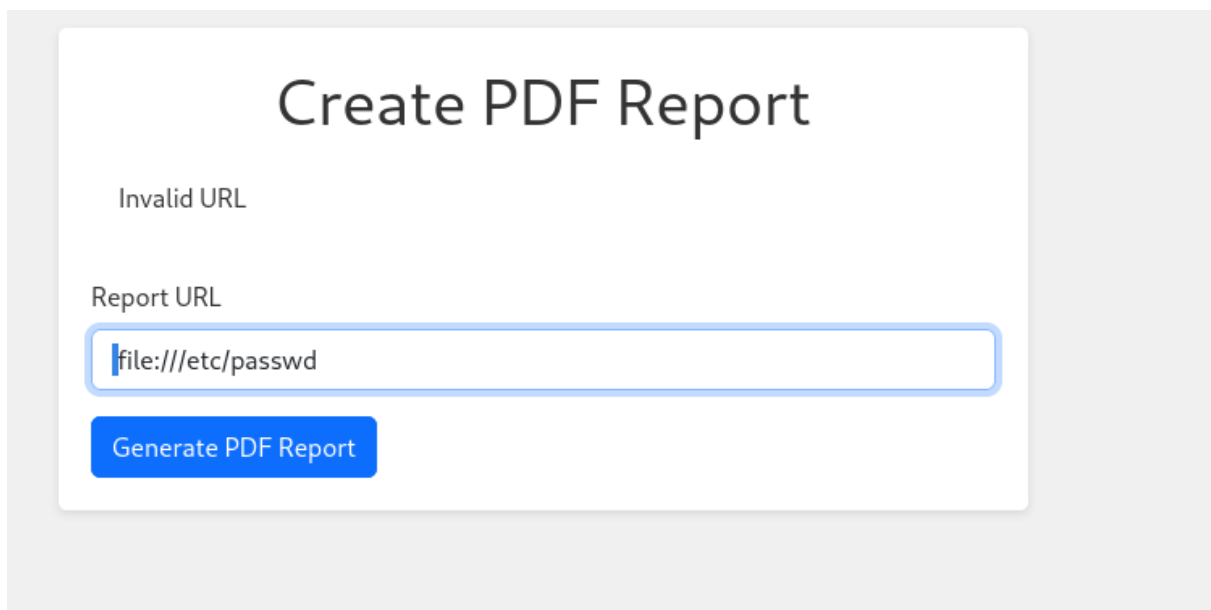 Create PDF Report
Invalid URL
Report URL
file:///etc/passwd
Generate PDF Report